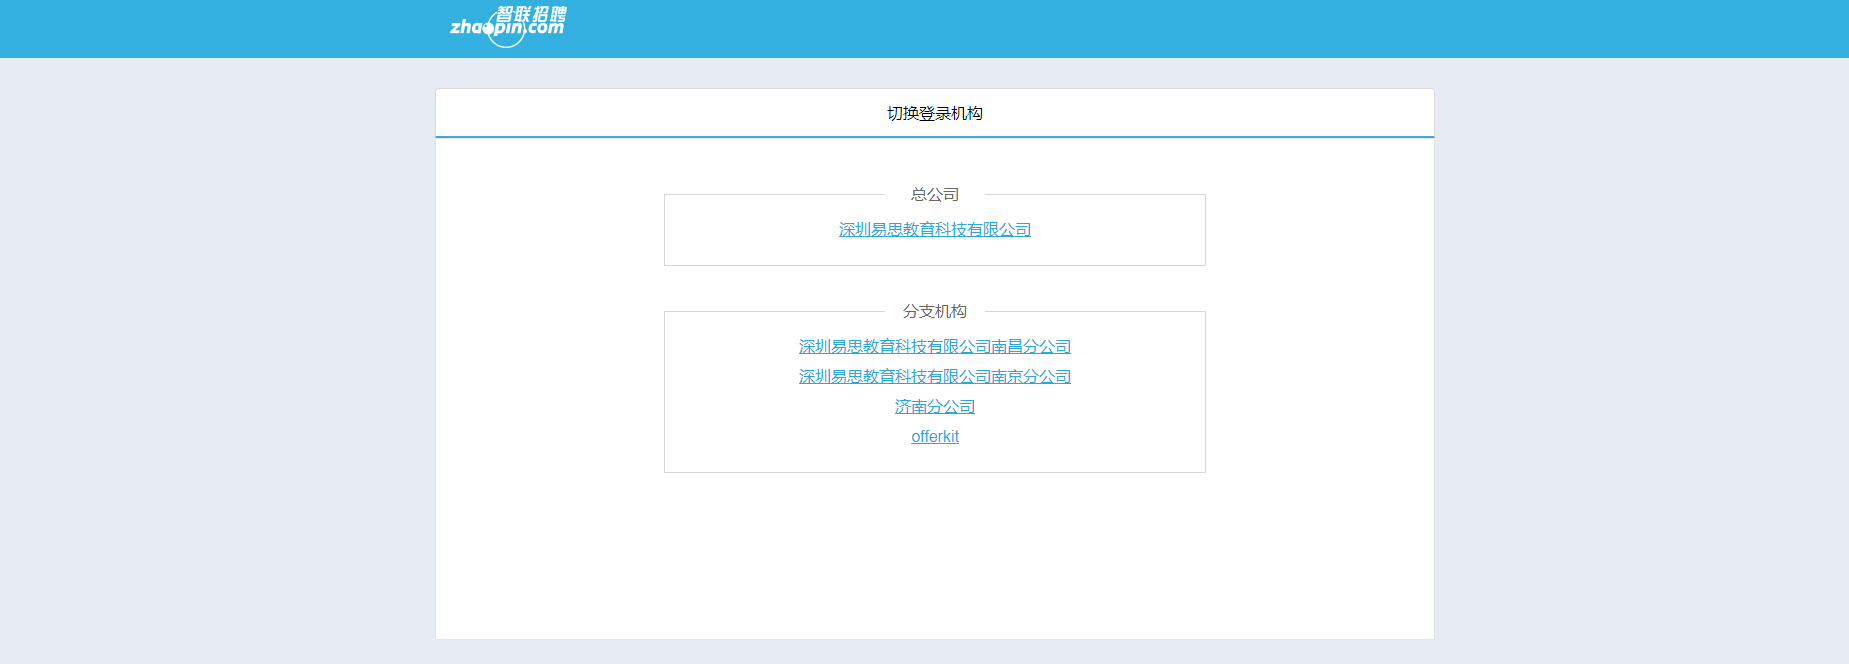 智联招聘
zhaopin.com
切换登录机构
总公司
深圳易思教育科技有限公司
分支机构
深圳易思教育科技有限公司南昌分公司
深圳易思教育科技有限公司南京分公司
济南分公司
offerkit